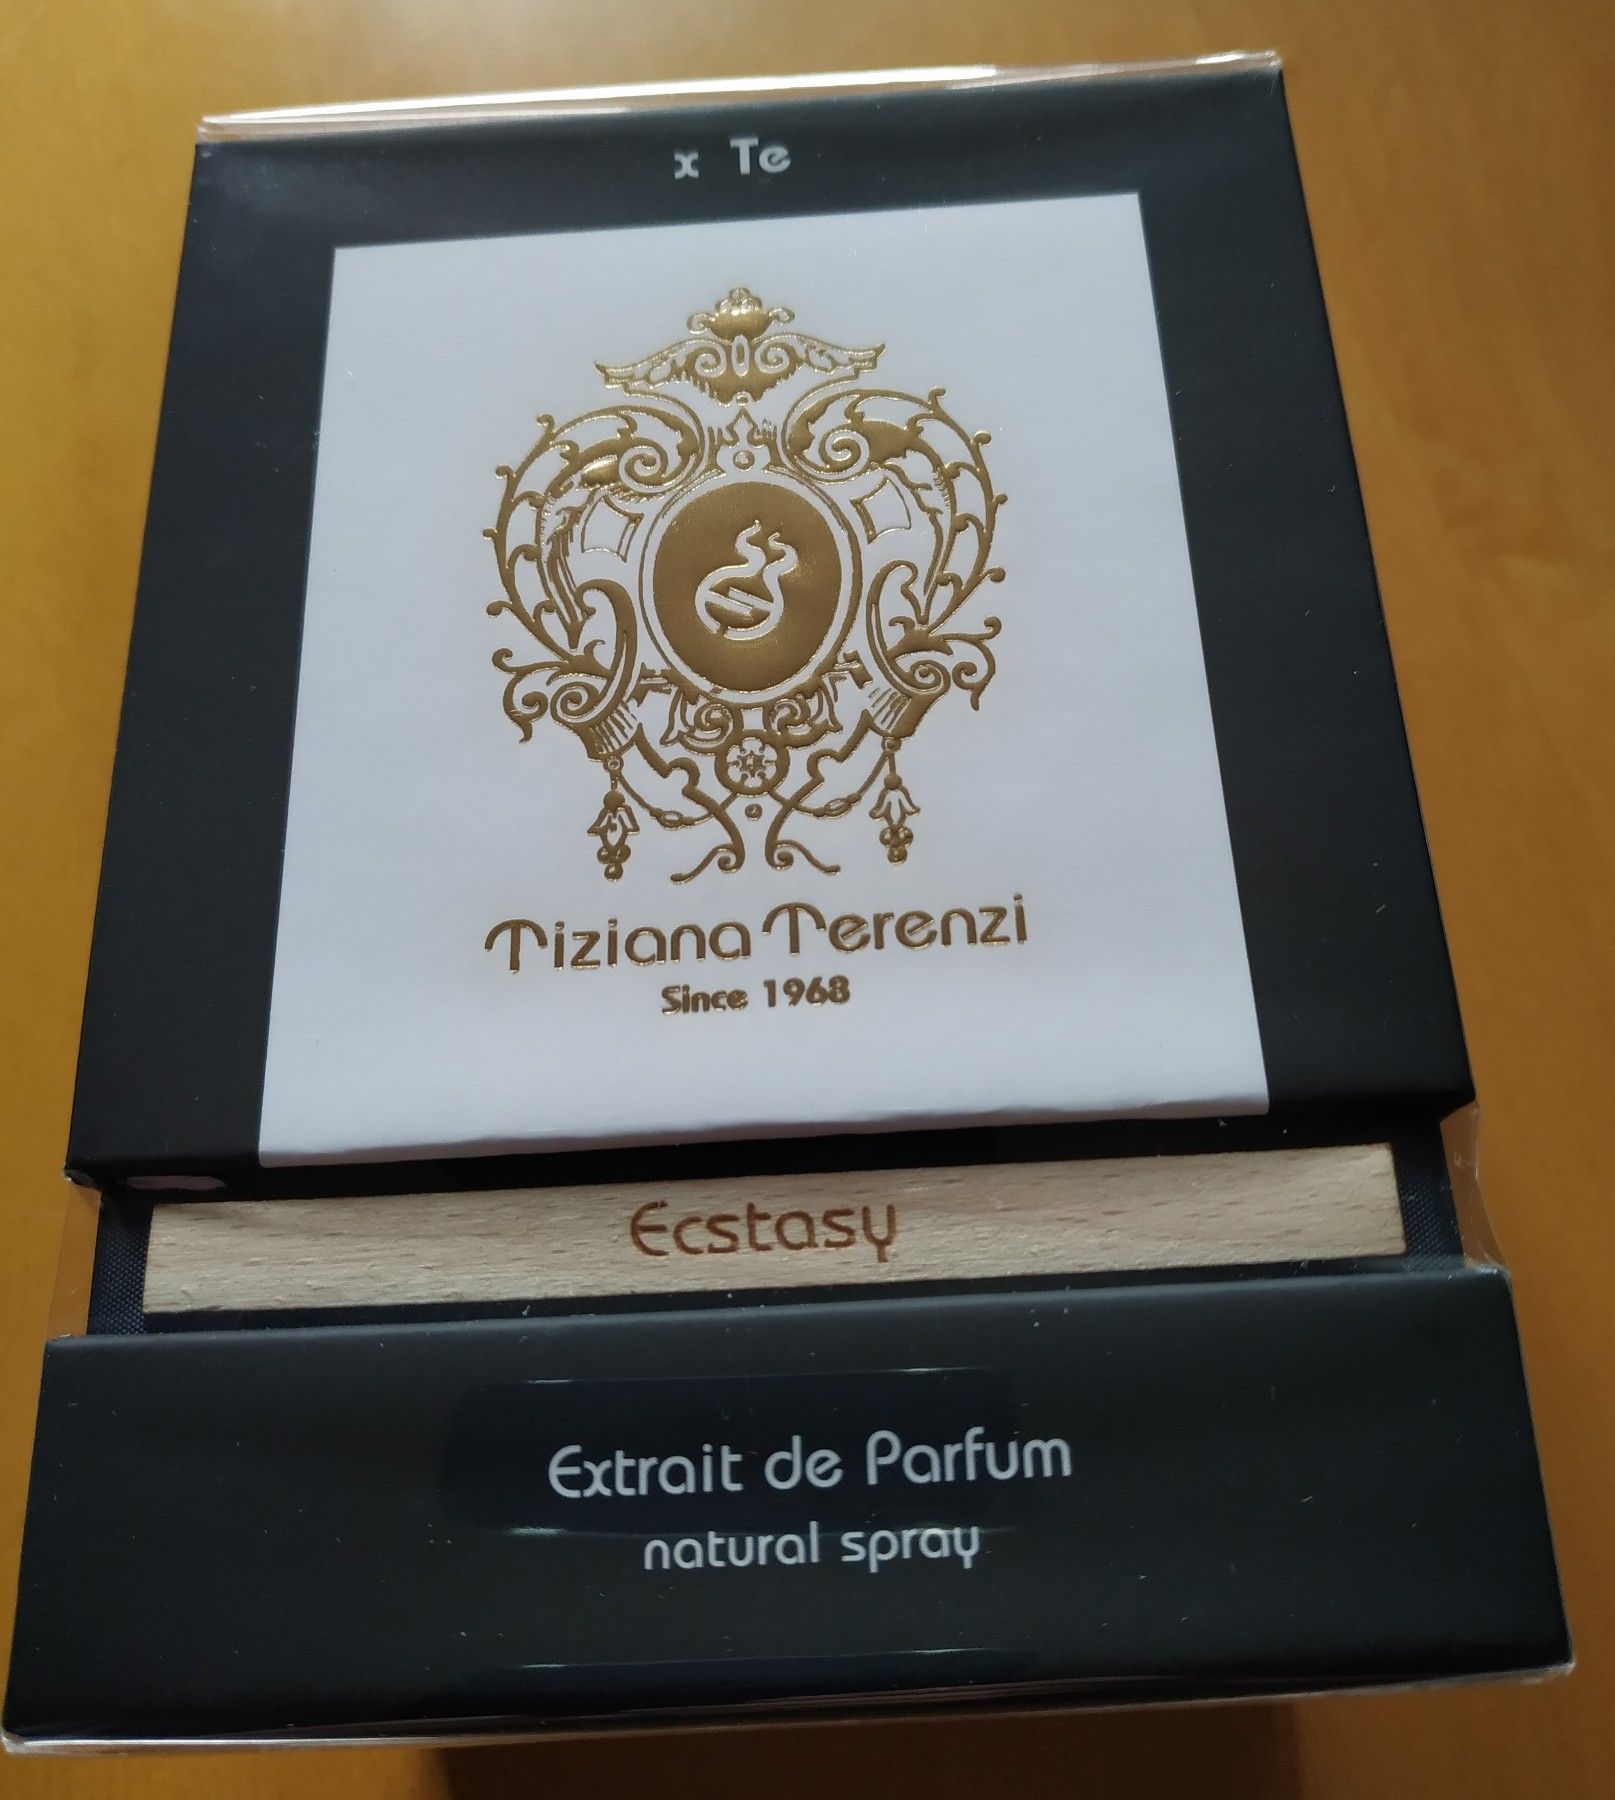 x Te
Tiziana Terenzi
Since 1968
Ecstasy
Extrait de Parfum
natural spray